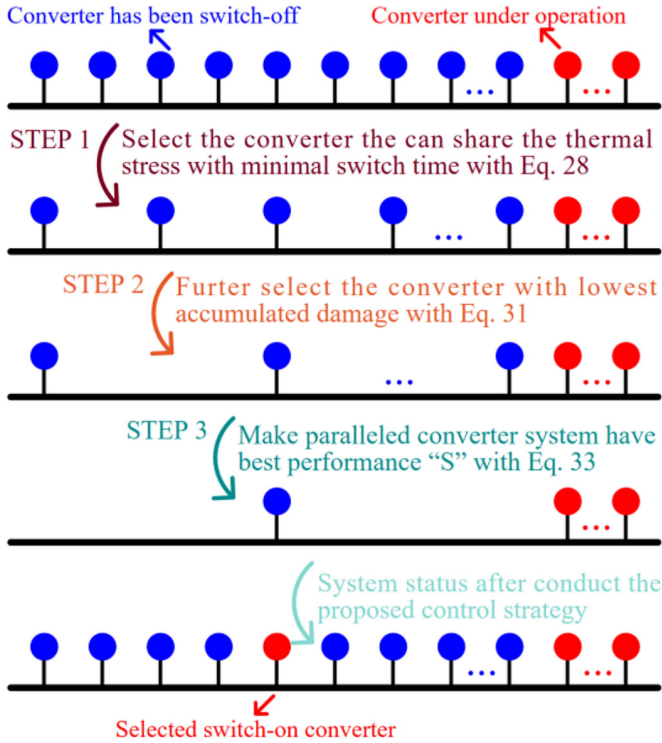 Converter has been switch-off
Converter under operation
STEP 1
Select the converter the can share the thermal
stress with minimal switch time with Eq. 28
STEP 2
Furter select the converter with lowest
accumulated damage with Eq. 31
STEP 3
Make paralleled converter system have
best performance “S” with Eq. 33
System status after conduct the
proposed control strategy
Selected switch-on converter